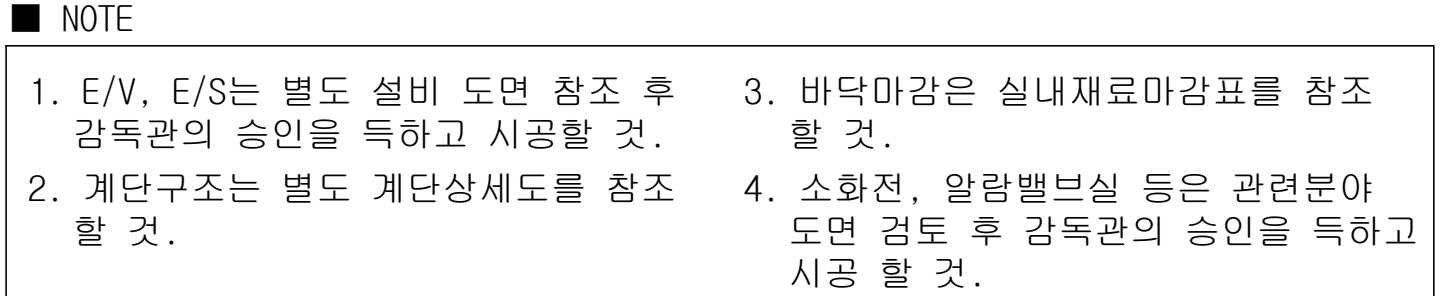 ■ NOTE
1. E/V, E/S는 별도 설비 도면 참조 후
감독관의 승인을 득하고 시공할 것.
2. 계단구조는 별도 계단상세도를 참조
할 것.
3. 바닥마감은 실내재료마감표를 참조
할 것.
4. 소화전, 알람밸브실 등은 관련분야
도면 검토 후 감독관의 승인을 득하고
시공 할 것.